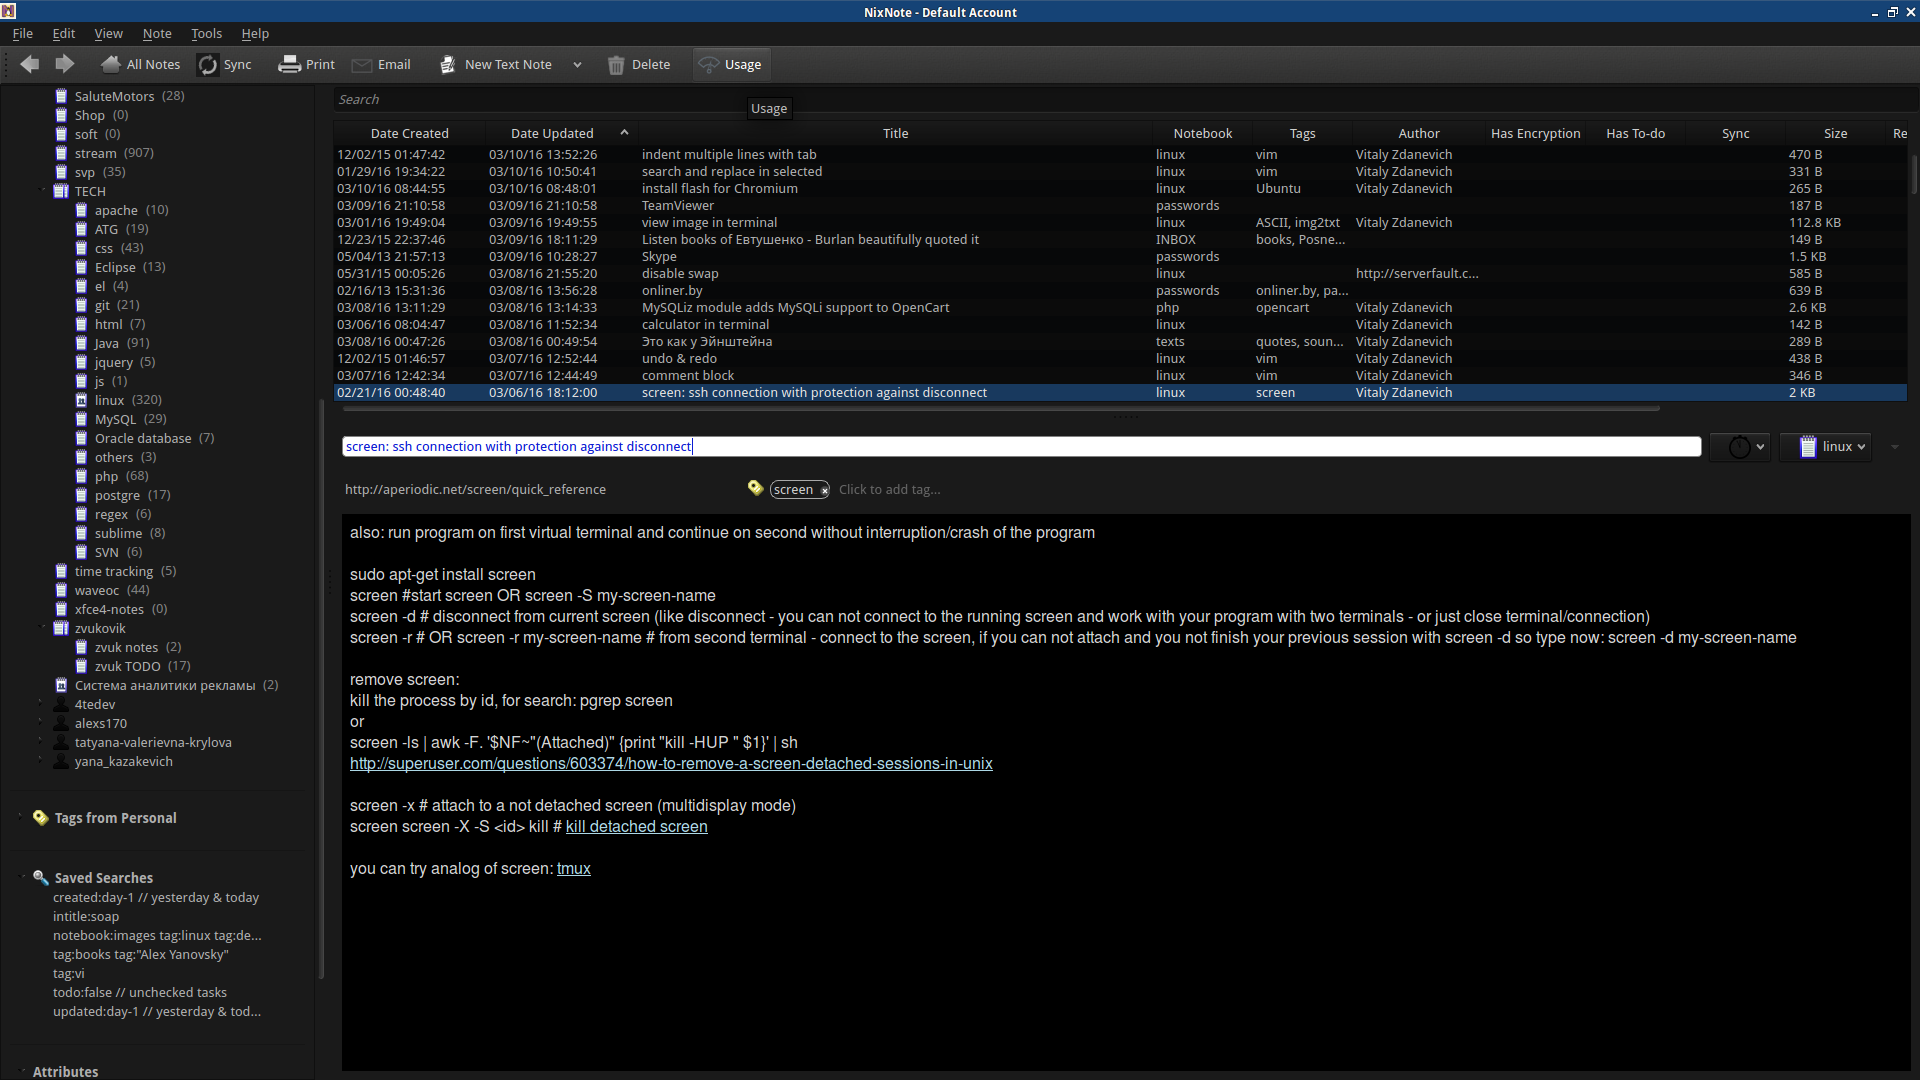 NixNote - Default Account
File Edit View Note Tools Help
All Notes Sync Print Email New Text Note Delete Usage
SaluteMotors (28)
Shop (0)
soft (0)
stream (907)
svp (35)
TECH
apache (10)
ATG (19)
css (43)
Eclipse (13)
el (4)
git (21)
html (7)
Java (91)
jquery (5)
js (1)
linux (320)
MySQL (29)
Oracle database (7)
others (3)
php (68)
postgre (17)
regex (6)
sublime (8)
SVN (6)
time tracking (5)
waveoc (44)
xfce4-notes (0)
zvukovik
zvuk notes (2)
zvuk TODO (17)
Система аналитики рекламы (2)
4tedev
alexs170
tatyana-valerievna-krylova
yana_kazakevich
Tags from Personal
Saved Searches
created:day-1 // yesterday & today
intitle:soap
notebook:images tag:linux tag:de...
tag:books tag:"Alex Yanovsky"
tag:vi
todo:false // unchecked tasks
updated:day-1 // yesterday & tod...
Attributes
Search
Usage
Date Created Date Updated Title Notebook Tags Author Has Encryption Has To-do Sync Size Re
12/02/15 01:47:42 03/10/16 13:52:26 indent multiple lines with tab linux vim Vitaly Zdanevich 470 B
01/29/16 19:34:22 03/10/16 10:50:41 search and replace in selected linux vim Vitaly Zdanevich 331 B
03/10/16 08:44:55 03/10/16 08:48:01 install flash for Chromium linux Ubuntu Vitaly Zdanevich 265 B
03/09/16 21:10:58 03/09/16 21:10:58 TeamViewer passwords 187 B
03/01/16 19:49:04 03/09/16 19:49:55 view image in terminal linux ASCII, img2txt Vitaly Zdanevich 112.8 KB
12/23/15 22:37:46 03/09/16 18:11:29 Listen books of Евтушенко - Burlan beautifully quoted it INBOX books, Posne... 149 B
05/04/13 21:57:13 03/09/16 10:28:27 Skype passwords 1.5 KB
05/31/15 00:05:26 03/08/16 21:55:20 disable swap linux http://serverfault.c... 585 B
02/16/13 15:31:36 03/08/16 13:56:28 onliner.by passwords onliner.by, pa... 639 B
03/08/16 13:11:29 03/08/16 13:14:33 MySQLiz module adds MySQLi support to OpenCart php opencart Vitaly Zdanevich 2.6 KB
03/06/16 08:04:47 03/08/16 11:52:34 calculator in terminal linux Vitaly Zdanevich 142 B
03/08/16 00:47:26 03/08/16 00:49:54 Это как у Эйнштейна texts quotes, soun... Vitaly Zdanevich 289 B
12/02/15 01:46:57 03/07/16 12:52:44 undo & redo linux vim Vitaly Zdanevich 438 B
03/07/16 12:42:34 03/07/16 12:44:49 comment block linux vim Vitaly Zdanevich 346 B
02/21/16 00:48:40 03/06/16 18:12:00 screen: ssh connection with protection against disconnect linux screen Vitaly Zdanevich 2 KB
screen: ssh connection with protection against disconnect linux
http://aperiodic.net/screen/quick_reference screen Click to add tag...
also: run program on first virtual terminal and continue on second without interruption/crash of the program
sudo apt-get install screen
screen #start screen OR screen -S my-screen-name
screen -d # disconnect from current screen (like disconnect - you can not connect to the running screen and work with your program with two terminals - or just close terminal/connection)
screen -r # OR screen -r my-screen-name # from second terminal - connect to the screen, if you can not attach and you not finish your previous session with screen -d so type now: screen -d my-screen-name
remove screen:
kill the process by id, for search: pgrep screen
or
screen -ls | awk -F. '$NF~"(Attached)" {print "kill -HUP " $1}' | sh
http://superuser.com/questions/603374/how-to-remove-a-screen-detached-sessions-in-unix
screen -x # attach to a not detached screen (multidisplay mode)
screen screen -X -S <id> kill # kill detached screen
you can try analog of screen: tmux